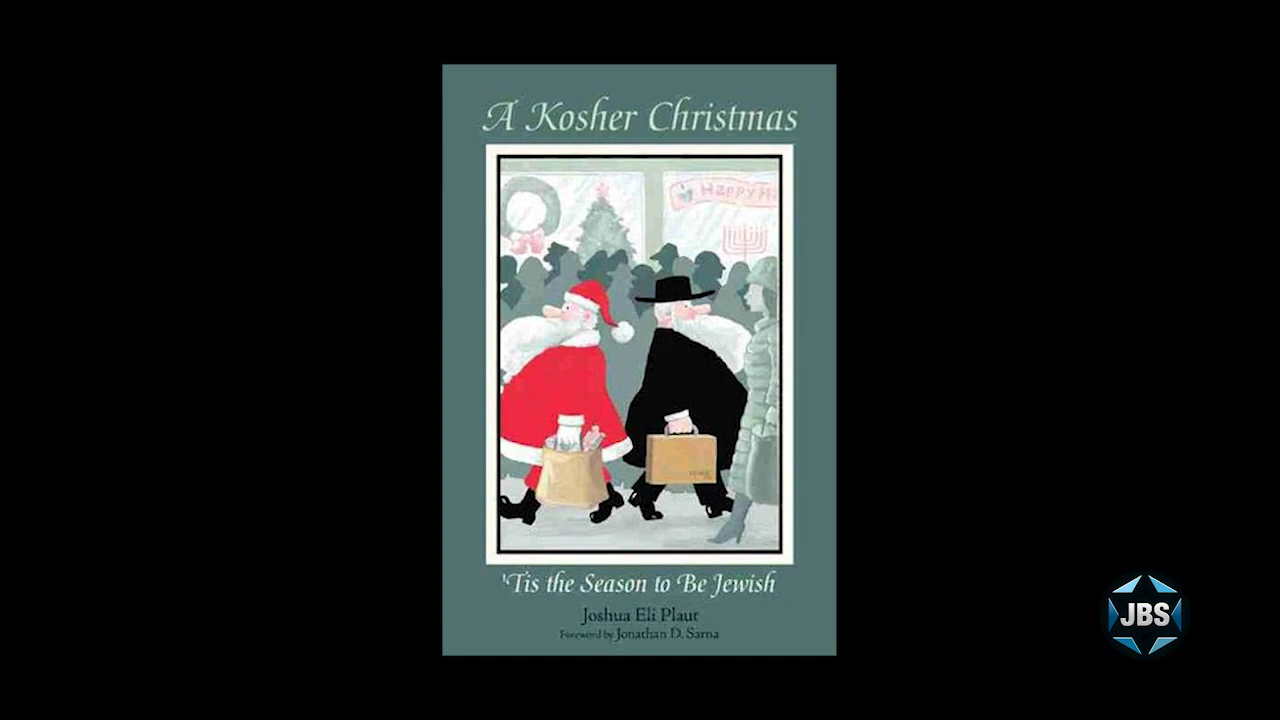 A Kosher Christmas
Happy H
'Tis the Season to Be Jewish
Joshua Eli Plaut
Foreword by Jonathan D. Sarna
JBS